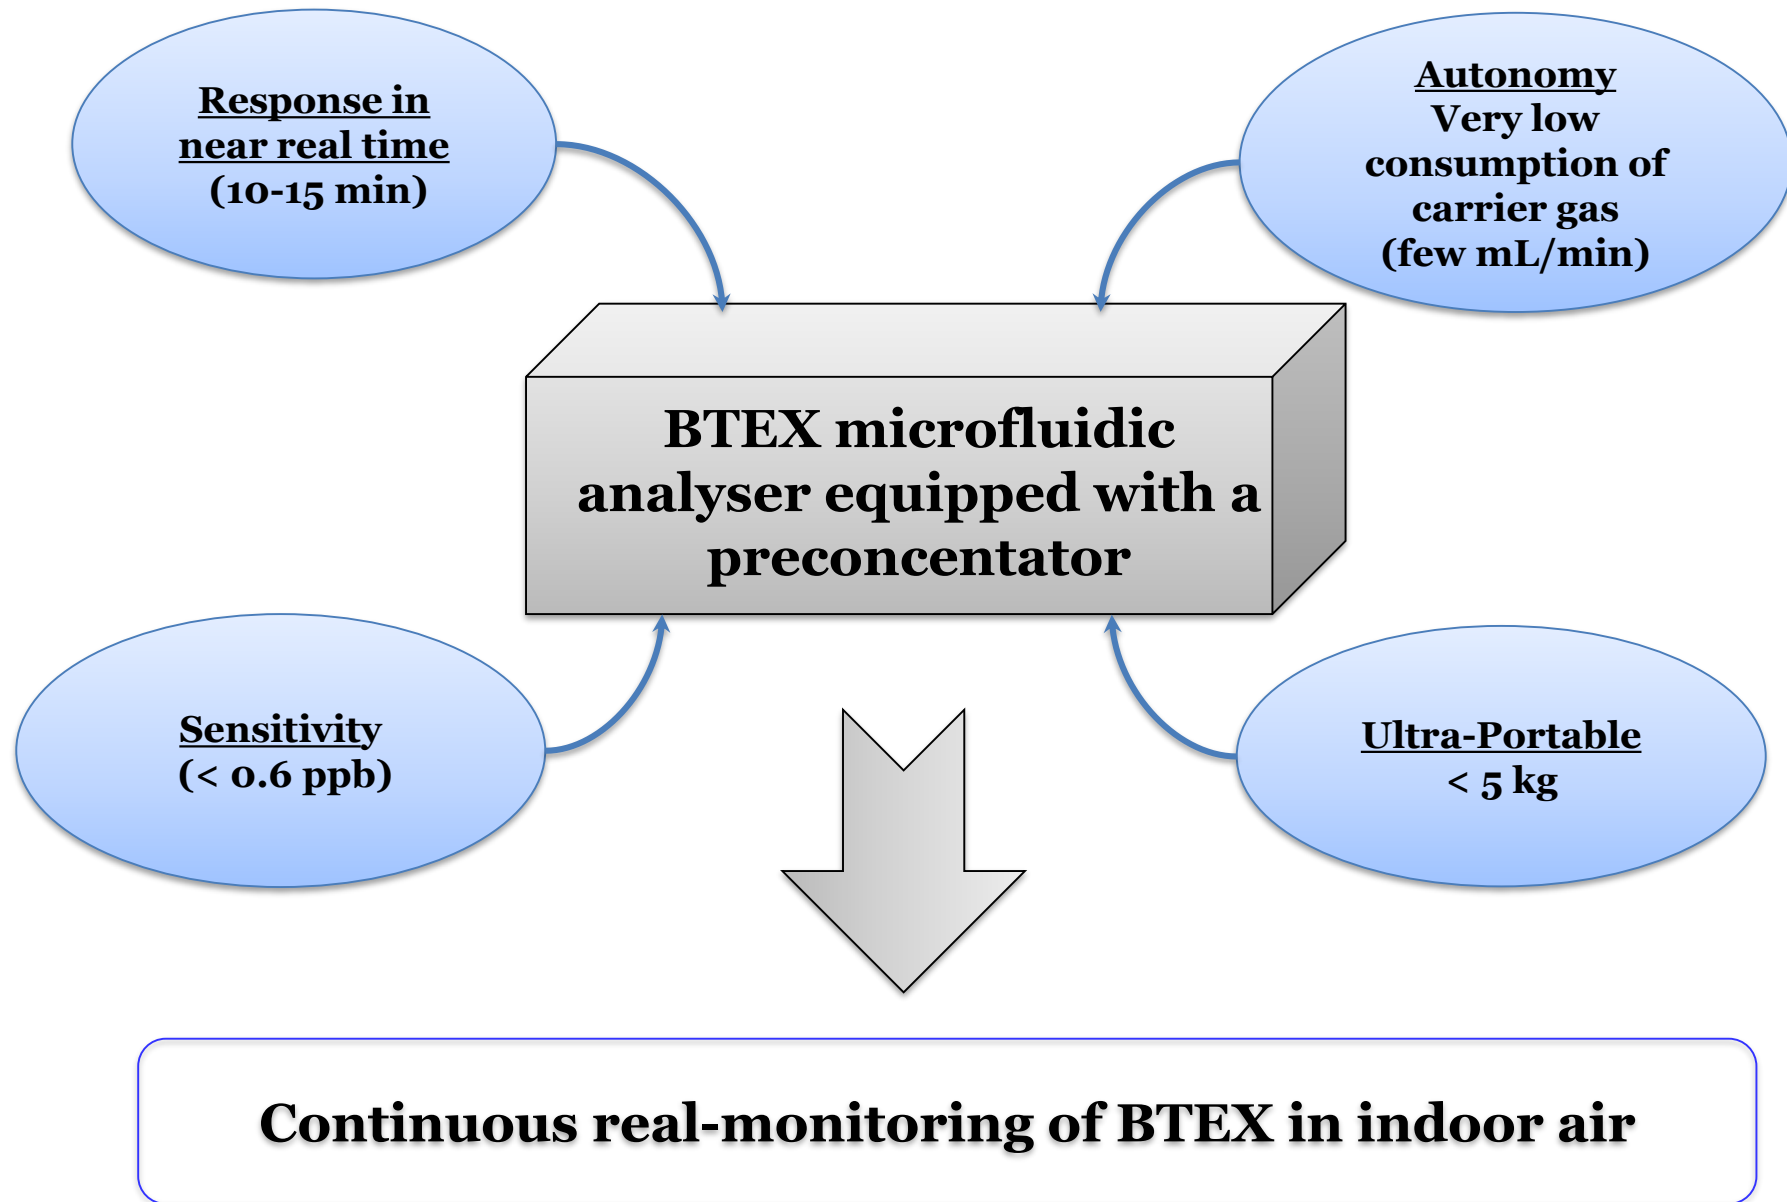 Response in
near real time
(10-15 min)
Autonomy
Very low
consumption of
carrier gas
(few mL/min)
BTEX microfluidic
analyser equipped with a
preconcentator
Sensitivity
(< 0.6 ppb)
Ultra-Portable
< 5 kg
Continuous real-monitoring of BTEX in indoor air